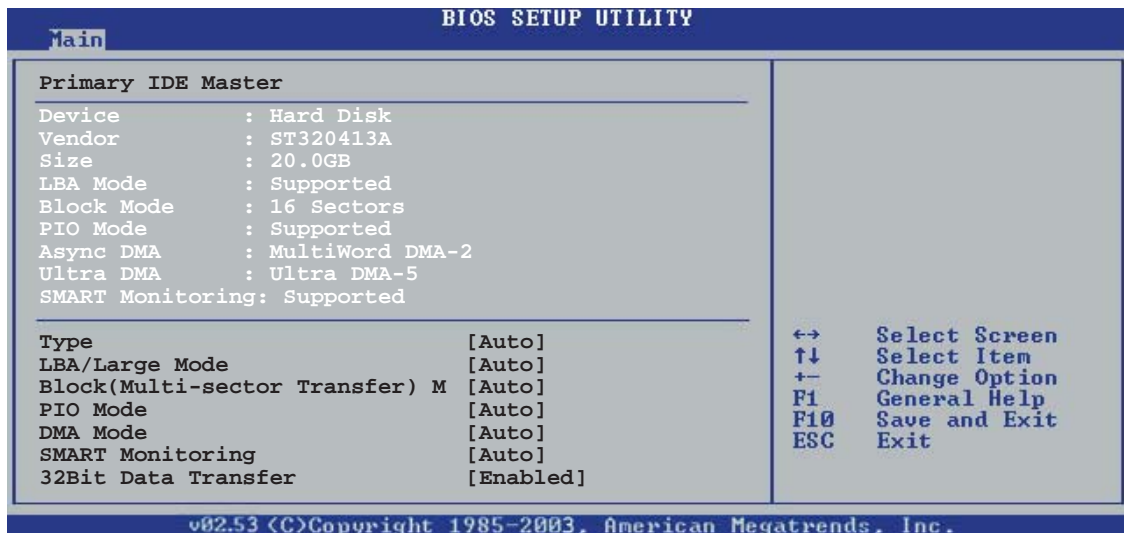 BIOS SETUP UTILITY
Main
Primary IDE Master
Device : Hard Disk
Vendor : ST320413A
Size : 20.0GB
LBA Mode : Supported
Block Mode : 16 Sectors
PIO Mode : Supported
Async DMA : MultiWord DMA-2
Ultra DMA : Ultra DMA-5
SMART Monitoring: Supported
Type [Auto]
LBA/Large Mode [Auto]
Block(Multi-sector Transfer) M [Auto]
PIO Mode [Auto]
DMA Mode [Auto]
SMART Monitoring [Auto]
32Bit Data Transfer [Enabled]
←→ Select Screen
↑↓ Select Item
+- Change Option
F1 General Help
F10 Save and Exit
ESC Exit
v02.53 (C)Copyright 1985-2003, American Megatrends, Inc.